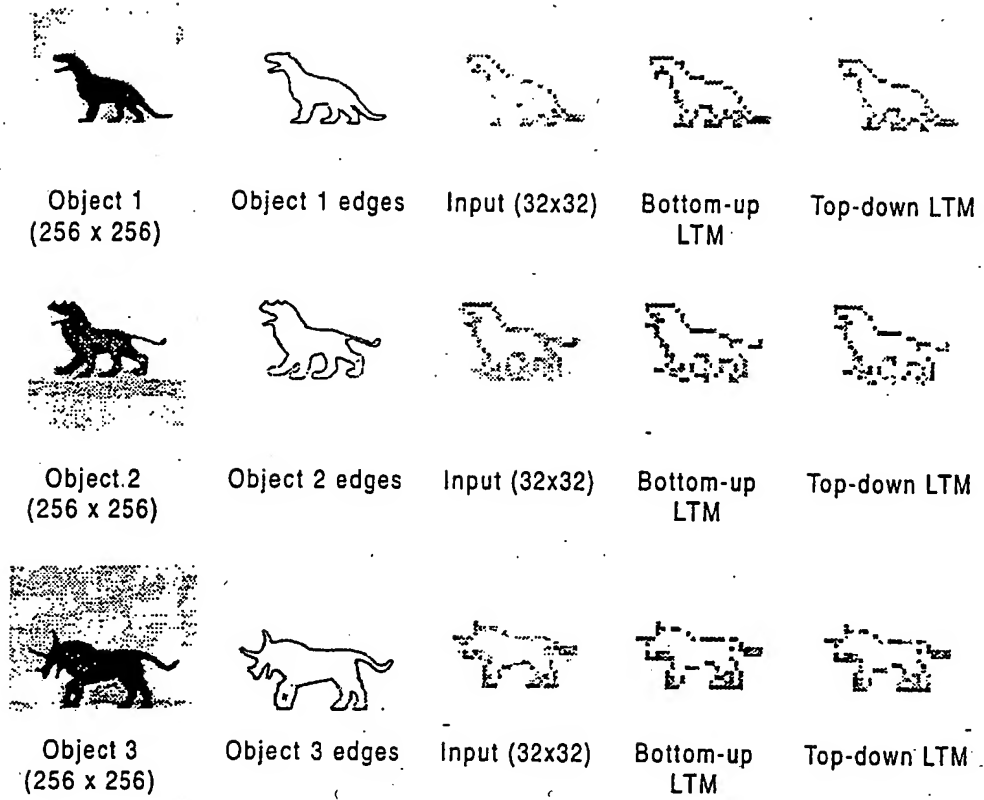 Object 1
(256 x 256)
Object 1 edges
Input (32x32)
Bottom-up
LTM
Top-down LTM
Object.2
(256 x 256)
Object 2 edges
Input (32x32)
Bottom-up
LTM
Top-down LTM
Object 3
(256 x 256)
Object 3 edges
Input (32x32)
Bottom-up
LTM
Top-down LTM